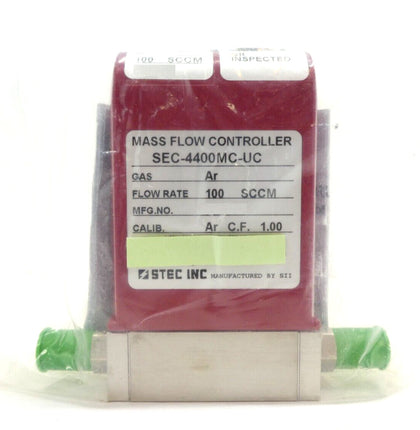 100 SCCM
INSPECTED
MASS FLOW CONTROLLER
SEC-4400MC-UC
GAS Ar
FLOW RATE 100 SCCM
MFG.NO.
CALIB. Ar C.F. 1.00
STEC INC MANUFACTURED BY SII